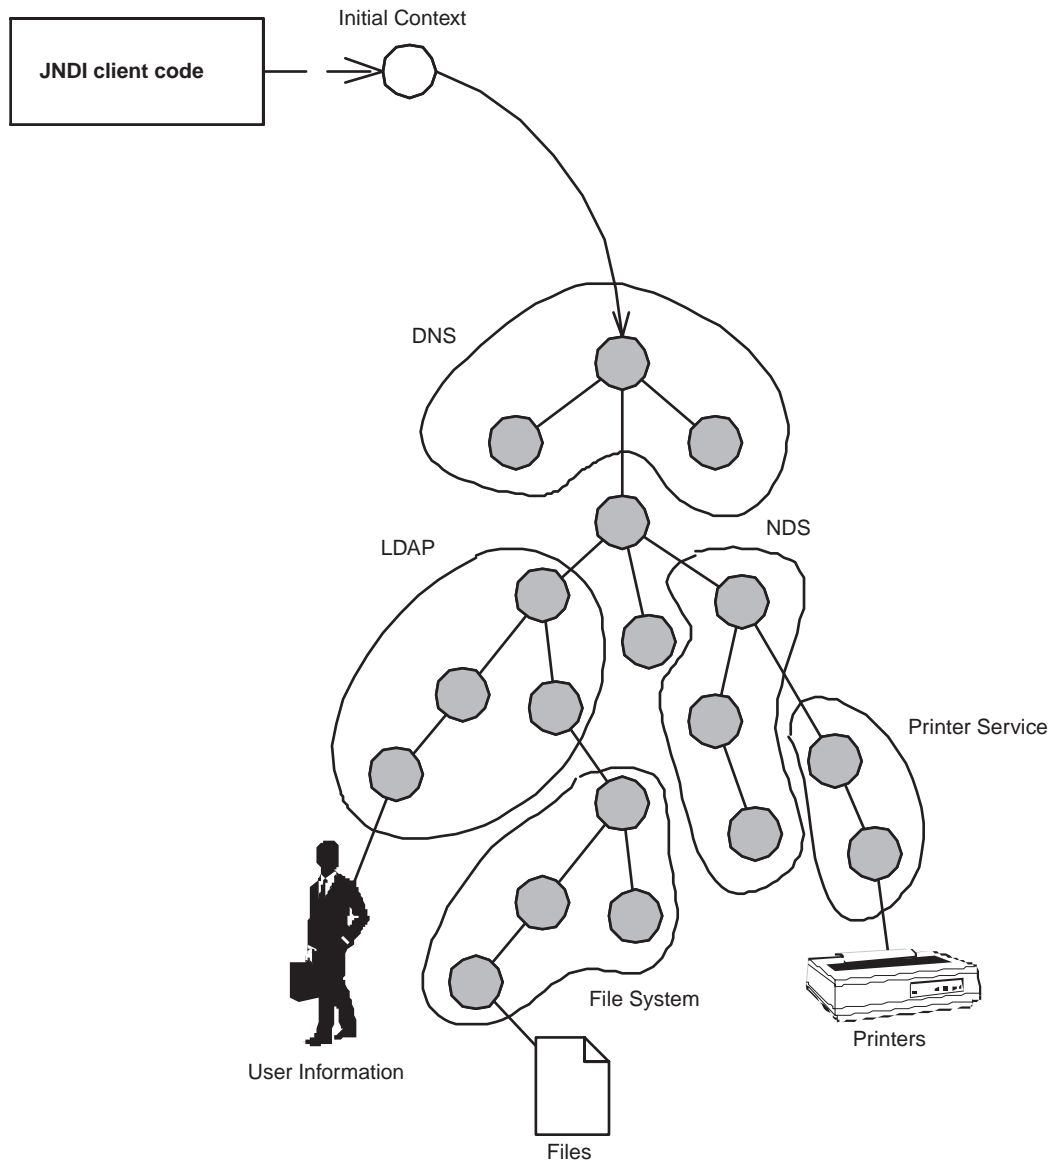 Initial Context
JNDI client code
DNS
NDS
LDAP
Printer Service
File System
Printers
User Information
Files